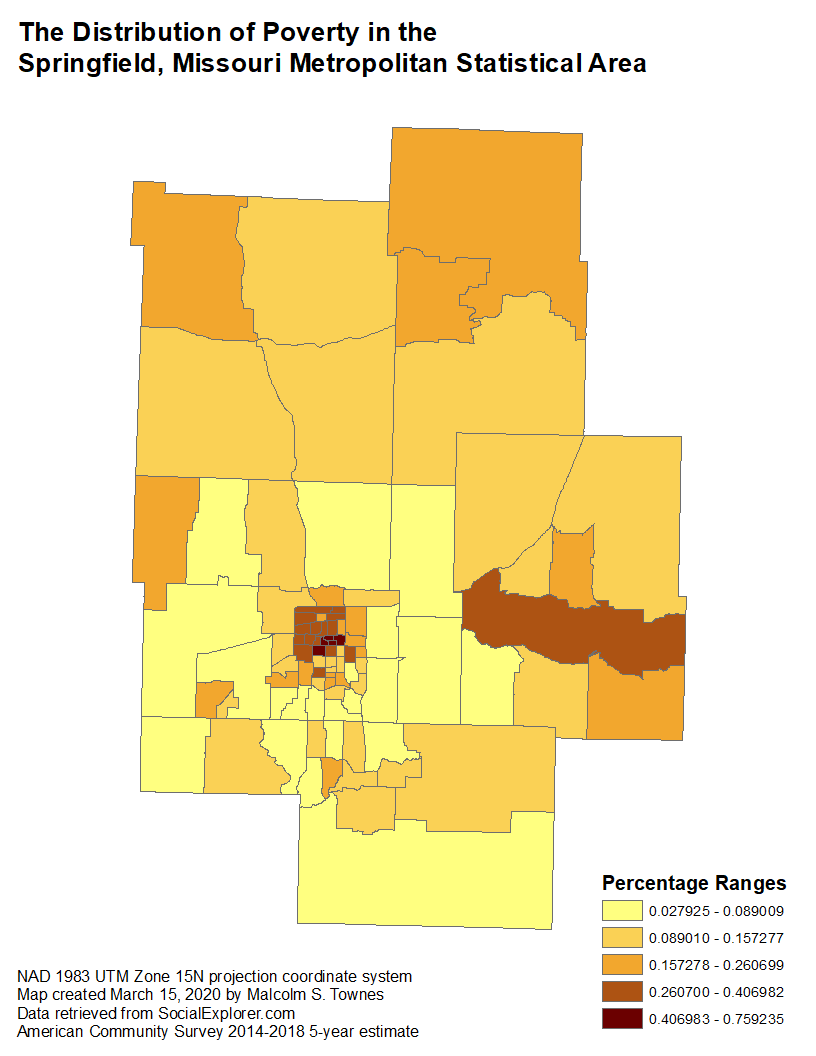 The Distribution of Poverty in the
Springfield, Missouri Metropolitan Statistical Area
Percentage Ranges
0.027925 - 0.089009
0.089010 - 0.157277
0.157278 - 0.260699
0.260700 - 0.406982
0.406983 - 0.759235
NAD 1983 UTM Zone 15N projection coordinate system
Map created March 15, 2020 by Malcolm S. Townes
Data retrieved from SocialExplorer.com
American Community Survey 2014-2018 5-year estimate